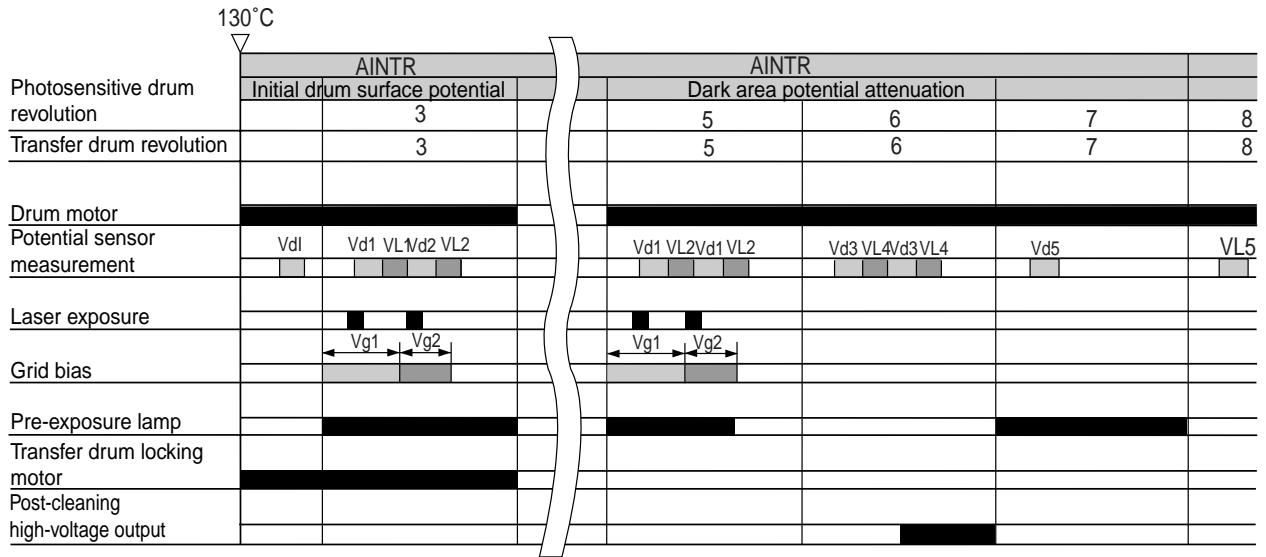 130˚C
AINTR AINTR
Photosensitive drum revolution
Initial drum surface potential Dark area potential attenuation
3 5 6 7 8
Transfer drum revolution 3 5 6 7 8
Drum motor
Potential sensor measurement
VdI Vd1 VL1 Vd2 VL2 Vd1 VL2 Vd1 VL2 Vd3 VL4 Vd3 VL4 Vd5 VL5
Laser exposure
Vg1 Vg2 Vg1 Vg2
Grid bias
Pre-exposure lamp
Transfer drum locking
motor
Post-cleaning
high-voltage output